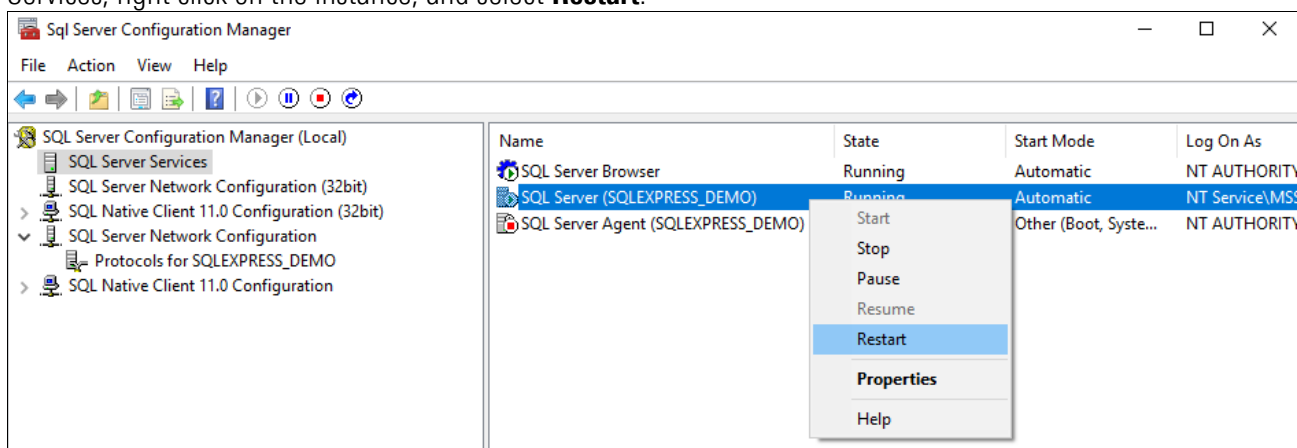 Services, right click on the instance, and select Restart.
Sql Server Configuration Manager
File Action View Help
SQL Server Configuration Manager (Local)
SQL Server Services
SQL Server Network Configuration (32bit)
SQL Native Client 11.0 Configuration (32bit)
SQL Server Network Configuration
Protocols for SQLEXPRESS_DEMO
SQL Native Client 11.0 Configuration
Name State Start Mode Log On As
SQL Server Browser Running Automatic NT AUTHORITY
SQL Server (SQLEXPRESS_DEMO) Running Automatic NT Service\MSS
SQL Server Agent (SQLEXPRESS_DEMO) Other (Boot, Syste... NT AUTHORITY
Start
Stop
Pause
Resume
Restart
Properties
Help